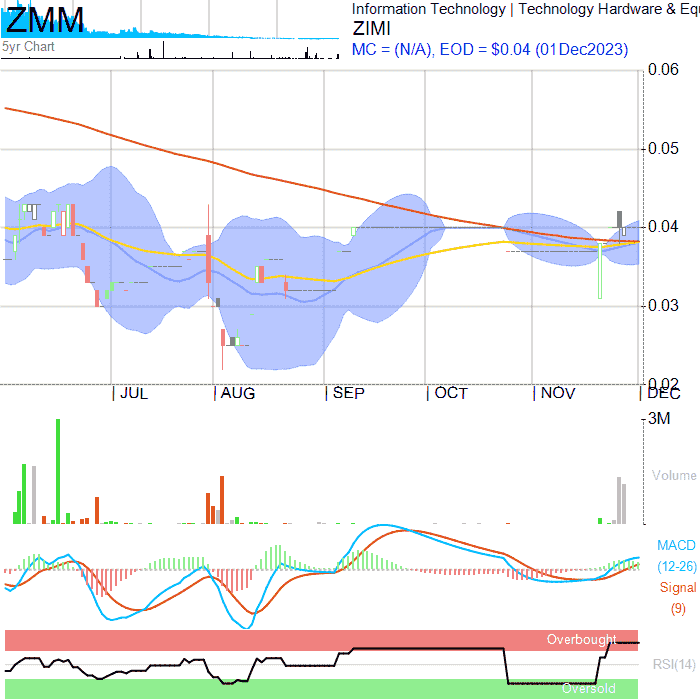 ZMM
Information Technology | Technology Hardware & Equ
ZIMI
5yr Chart
MC = (N/A), EOD = $0.04 (01Dec2023)
0.06
0.05
0.04
0.03
0.02
JUL
AUG
SEP
OCT
NOV
DEC
3M
Volume
MACD
(12-26)
Signal
(9)
Overbought
RSI(14)
Oversold